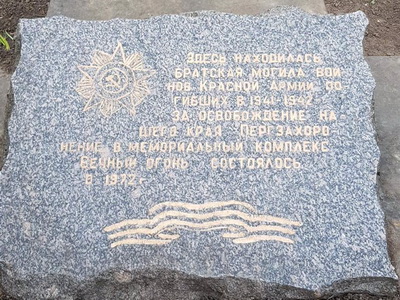 Здесь находилась
братская могила вои
нов Красной Армии, по
гибших в 1941-1942
за освобождение на
шего края "Перезахоро-
нение в мемориальный комплекс
Вечный огонь состоялось
в 1972г.